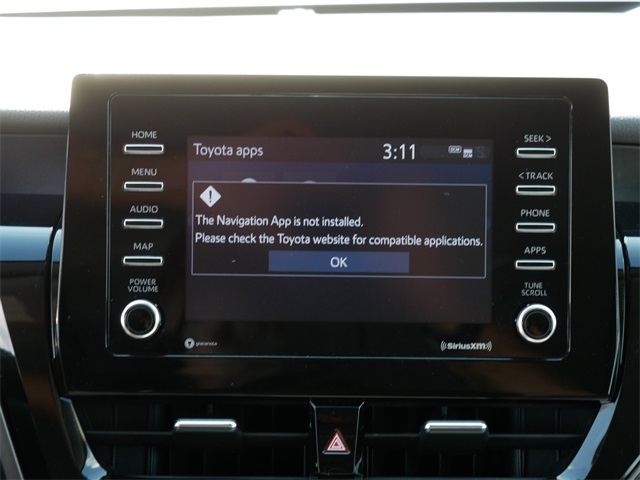 HOME
MENU
AUDIO
MAP
POWER
VOLUME
Toyota apps 3:11
!
The Navigation App is not installed.
Please check the Toyota website for compatible applications.
OK
SEEK >
< TRACK
PHONE
APPS
TUNE
SCROLL
gracenote
((SiriusXM))